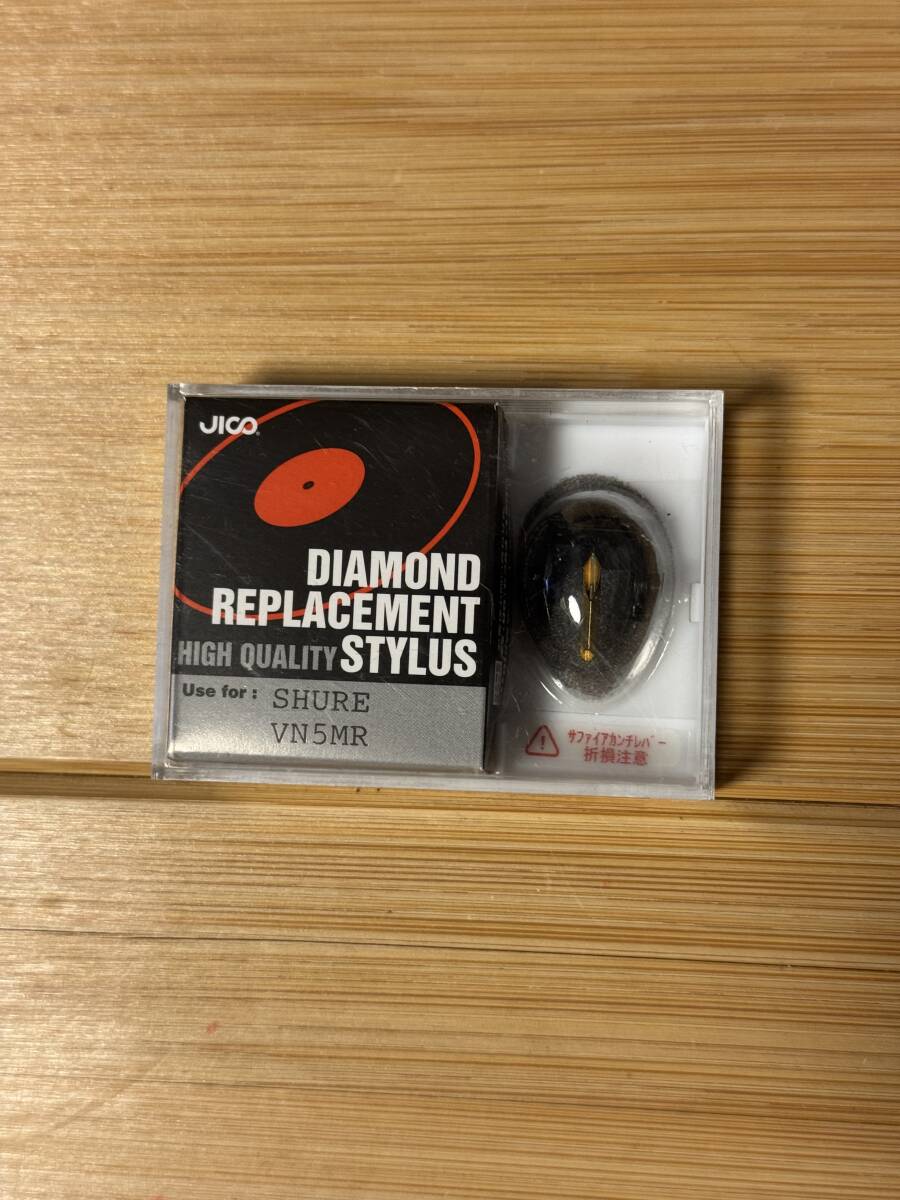 JICO®
DIAMOND
REPLACEMENT
HIGH QUALITY STYLUS
Use for : SHURE
VN5MR
サファイアカンチレバー
折損注意